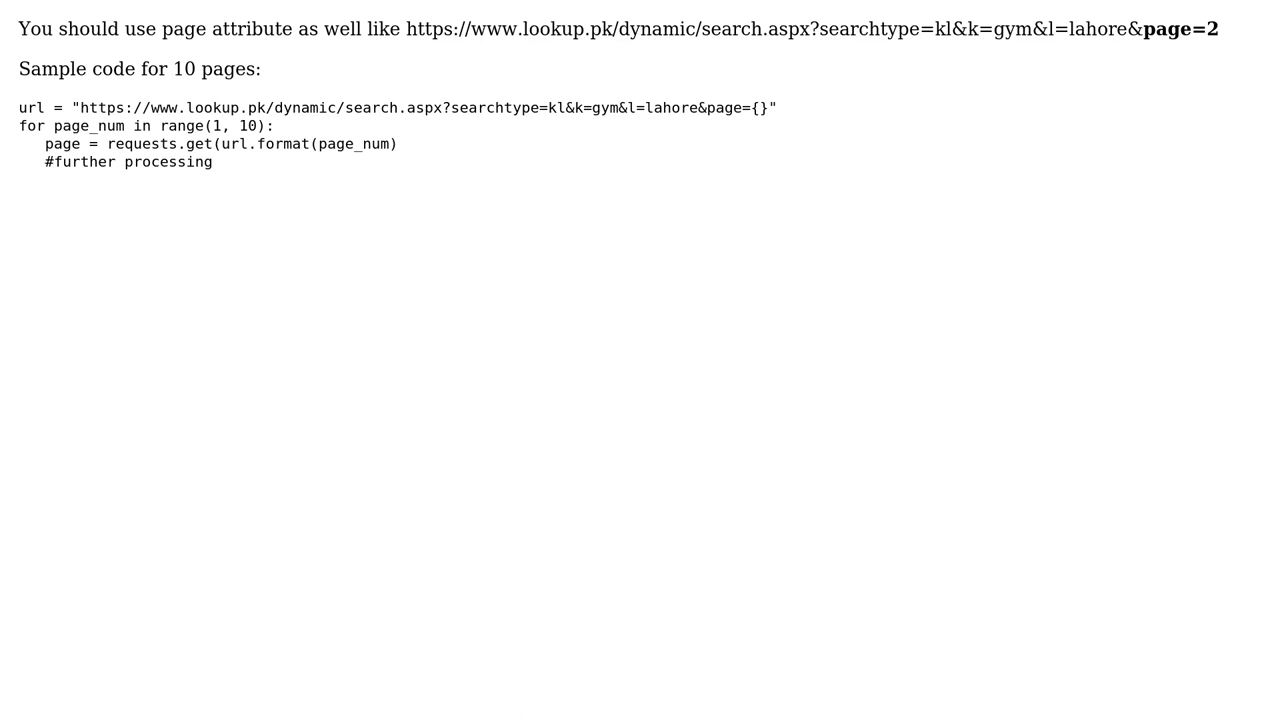 You should use page attribute as well like https://www.lookup.pk/dynamic/search.aspx?searchtype=kl&k=gym&l=lahore&page=2
Sample code for 10 pages:
url = "https://www.lookup.pk/dynamic/search.aspx?searchtype=kl&k=gym&l=lahore&page={}"
for page_num in range(1, 10):
   page = requests.get(url.format(page_num)
   #further processing